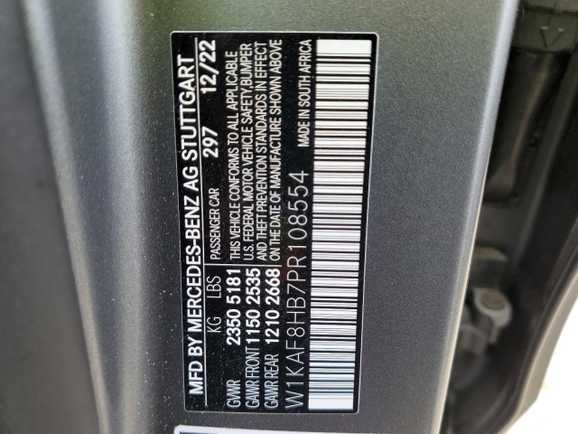 MFD BY MERCEDES-BENZ AG STUTTGART
PASSENGER CAR 297 12/22
KG LBS
GVWR 2350 5181
GAWR FRONT 1150 2535
GAWR REAR 1210 2668
THIS VEHICLE CONFORMS TO ALL APPLICABLE
U.S. FEDERAL MOTOR VEHICLE SAFETY,BUMPER
AND THEFT PREVENTION STANDARDS IN EFFECT
ON THE DATE OF MANUFACTURE SHOWN ABOVE
W1KAF8HB7PR108554
MADE IN SOUTH AFRICA